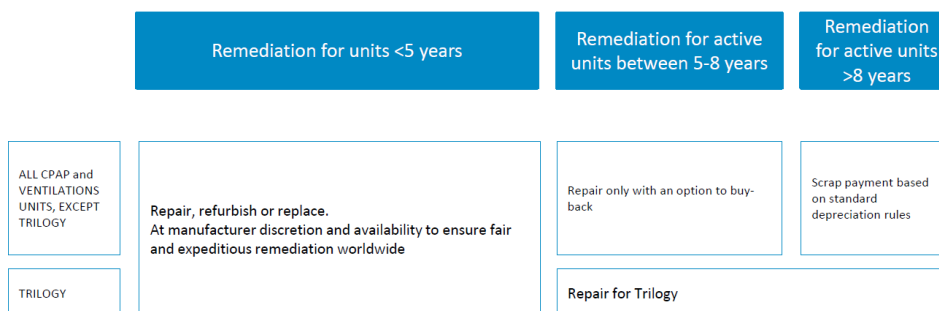 Remediation for units <5 years
Remediation for active
units between 5-8 years
Remediation
for active units
>8 years
ALL CPAP and
VENTILATIONS
UNITS, EXCEPT
TRILOGY
Repair, refurbish or replace.
At manufacturer discretion and availability to ensure fair
and expeditious remediation worldwide
Repair only with an option to buy-
back
Scrap payment based
on standard
depreciation rules
TRILOGY
Repair for Trilogy